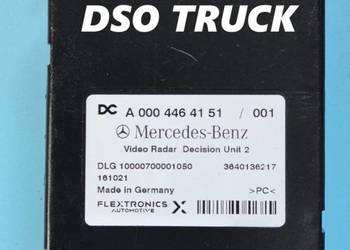 DSO TRUCK
DC A 000 446 41 51 / 001
Mercedes-Benz
Video Radar Decision Unit 2
DLG 10000700001050 3640136217
161021
Made in Germany >PC<
FLEXTRONICS
AUTOMOTIVE